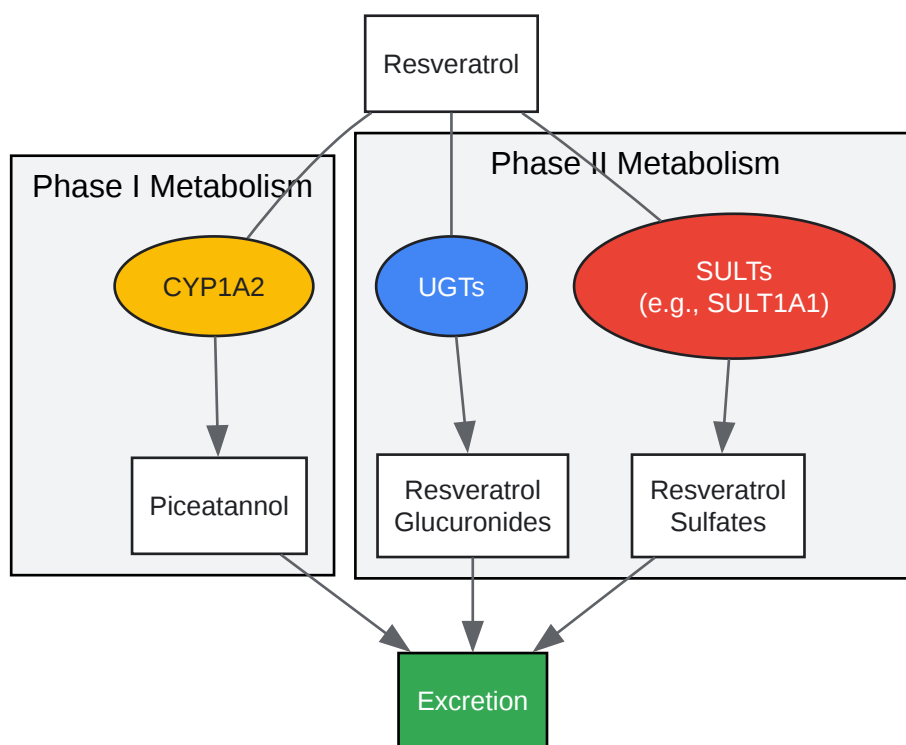 Resveratrol
Phase I Metabolism
Phase II Metabolism
CYP1A2
UGTs
SULTs
(e.g., SULT1A1)
Piceatannol
Resveratrol
Glucuronides
Resveratrol
Sulfates
Excretion